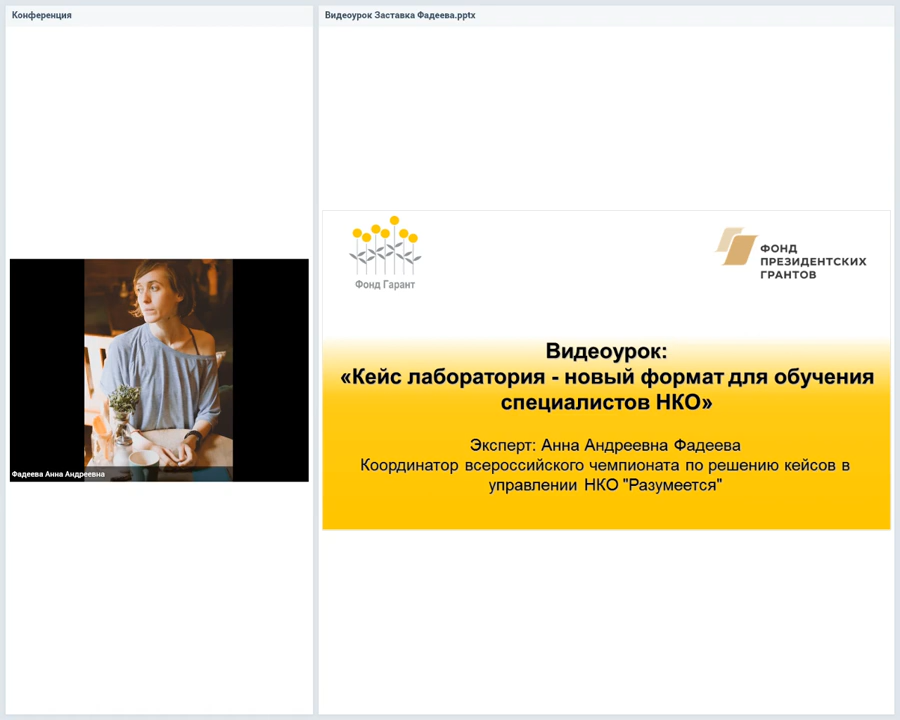 Конференция
Фадеева Анна Андреевна
Видеоурок Заставка Фадеева.pptx
Фонд Гарант
ФОНД
ПРЕЗИДЕНТСКИХ
ГРАНТОВ
Видеоурок:
«Кейс лаборатория - новый формат для обучения
специалистов НКО»
Эксперт: Анна Андреевна Фадеева
Координатор всероссийского чемпионата по решению кейсов в
управлении НКО "Разумеется"